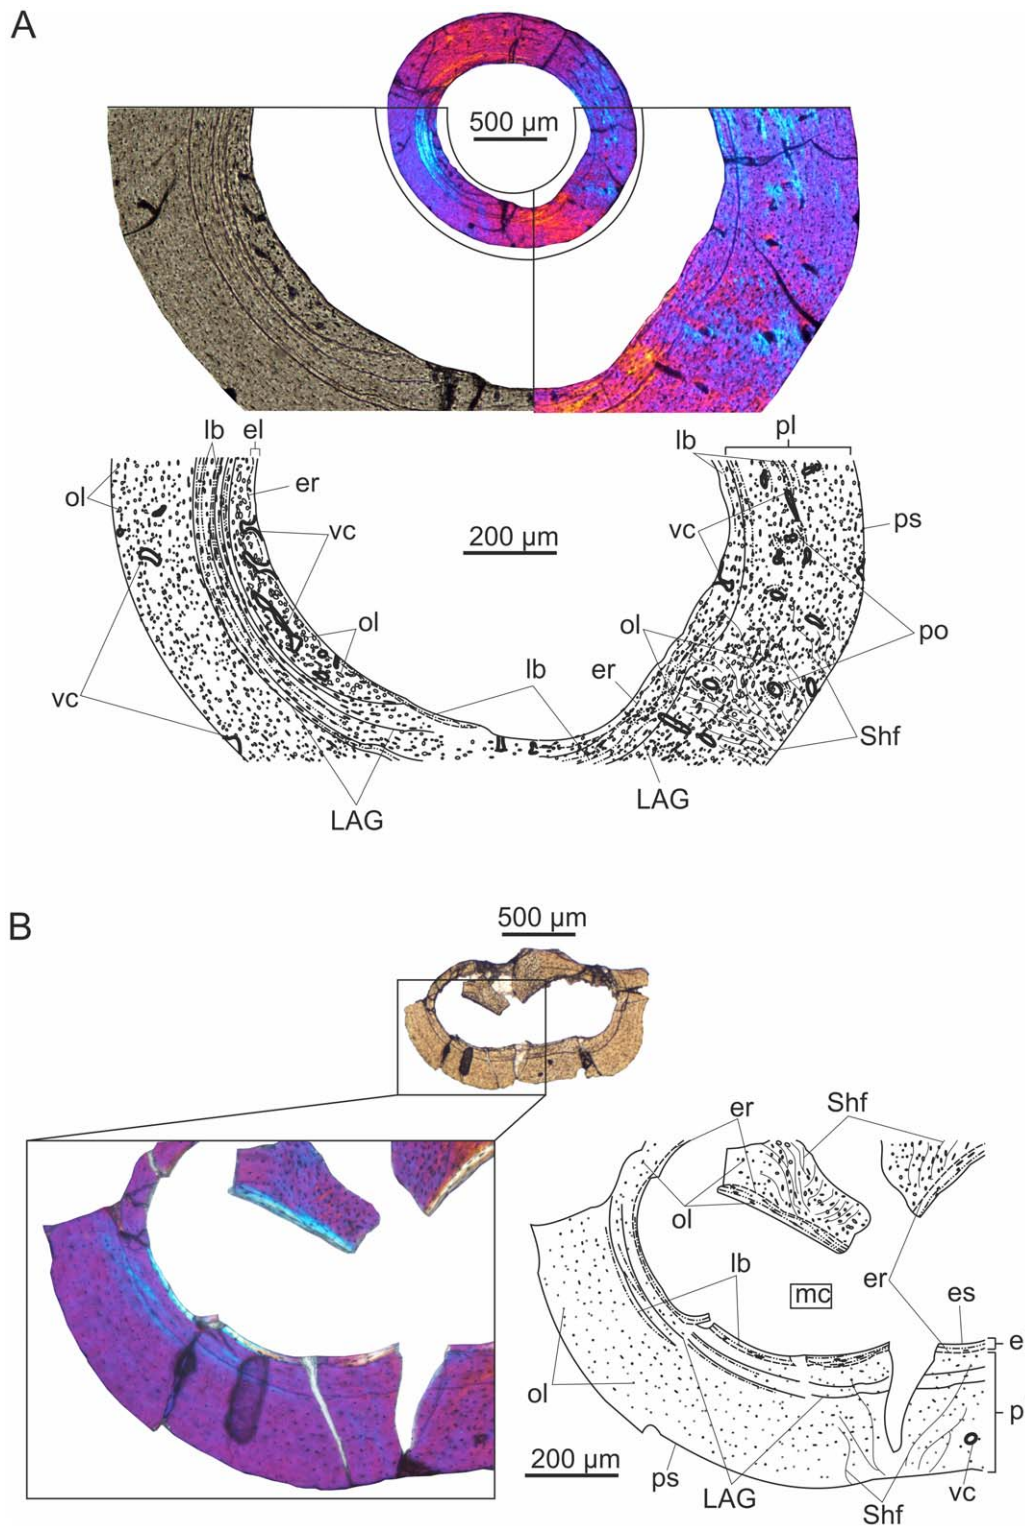 A
500 µm
lb el pl
lb
ol er
vc vc ps
200 µm
ol ol po
lb er
vc
Shf
LAG LAG
B
500 µm
er Shf
ol
lb mc er es
e
ol p
200 µm ps LAG Shf vc